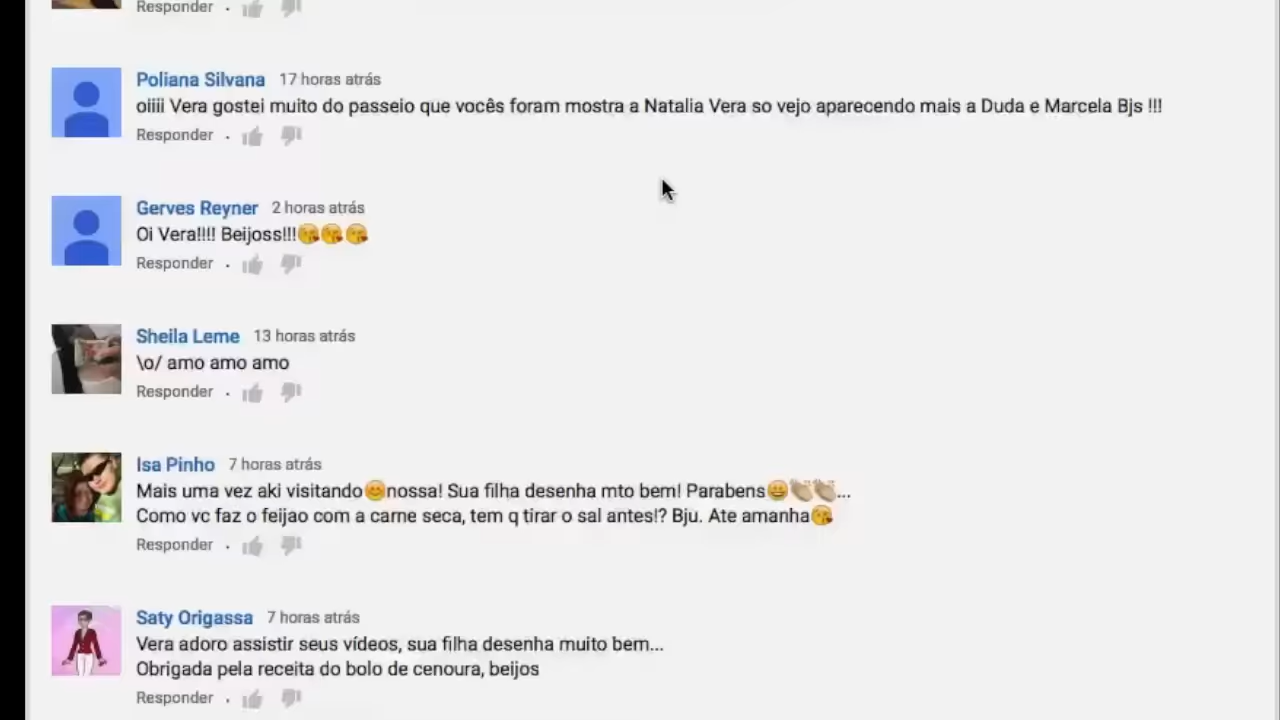 Responder .
Poliana Silvana 17 horas atrás
oiiii Vera gostei muito do passeio que vocês foram mostra a Natalia Vera so vejo aparecendo mais a Duda e Marcela Bjs !!!
Responder .
Gerves Reyner 2 horas atrás
Oi Vera!!!! Beijoss!!!😘😘😘
Responder .
Sheila Leme 13 horas atrás
\o/ amo amo amo
Responder .
Isa Pinho 7 horas atrás
Mais uma vez aki visitando😊nossa! Sua filha desenha mto bem! Parabens😀👏👏...
Como vc faz o feijao com a carne seca, tem q tirar o sal antes!? Bju. Ate amanha😘
Responder .
Saty Origassa 7 horas atrás
Vera adoro assistir seus vídeos, sua filha desenha muito bem...
Obrigada pela receita do bolo de cenoura, beijos
Responder .